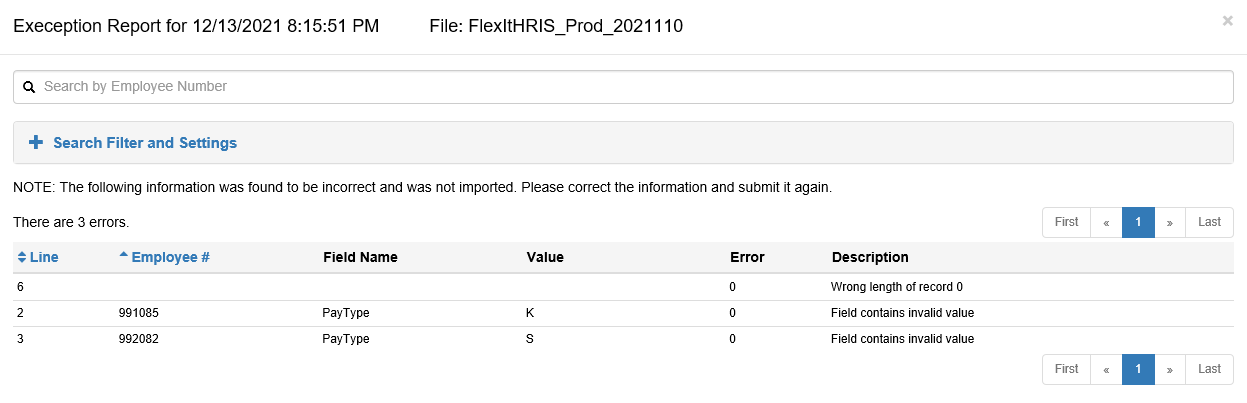 Exeception Report for 12/13/2021 8:15:51 PM File: FlexItHRIS_Prod_2021110 ×
Search by Employee Number
+ Search Filter and Settings
NOTE: The following information was found to be incorrect and was not imported. Please correct the information and submit it again.
There are 3 errors.
First « 1 » Last
Line Employee # Field Name Value Error Description
6 0 Wrong length of record 0
2 991085 PayType K 0 Field contains invalid value
3 992082 PayType S 0 Field contains invalid value
First « 1 » Last